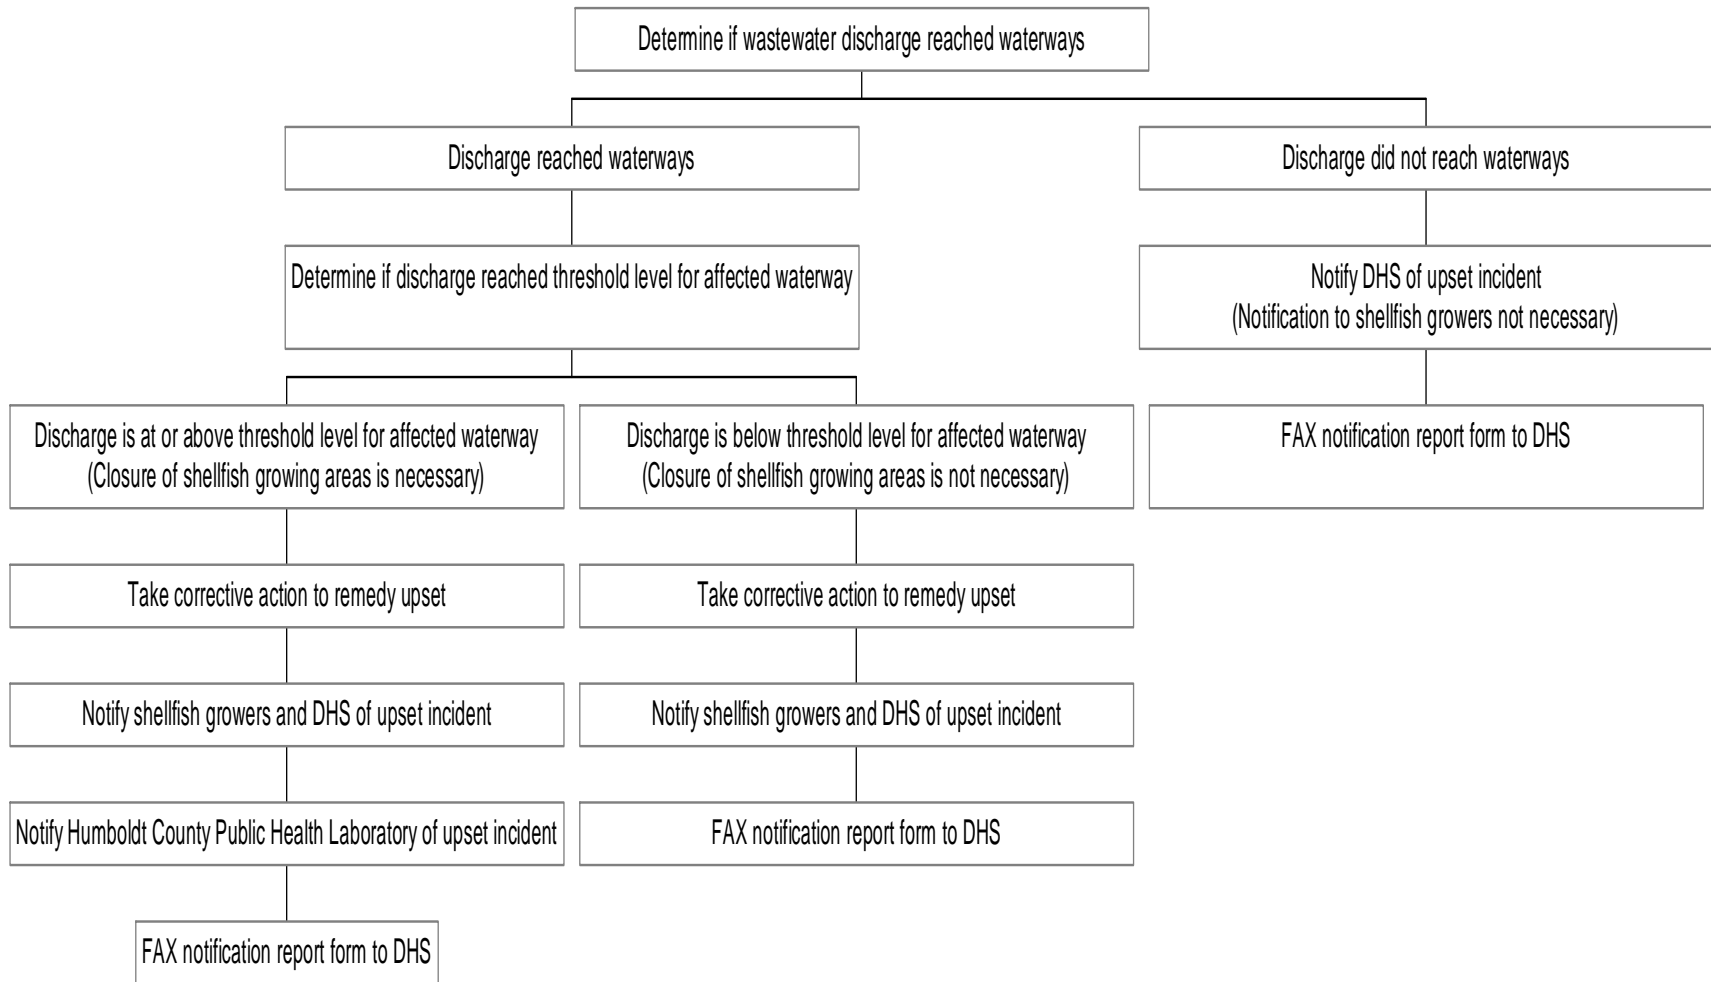 Determine if wastewater discharge reached waterways
Discharge reached waterways
Discharge did not reach waterways
Determine if discharge reached threshold level for affected waterway
Notify DHS of upset incident
(Notification to shellfish growers not necessary)
Discharge is at or above threshold level for affected waterway
(Closure of shellfish growing areas is necessary)
Discharge is below threshold level for affected waterway
(Closure of shellfish growing areas is not necessary)
FAX notification report form to DHS
Take corrective action to remedy upset
Take corrective action to remedy upset
Notify shellfish growers and DHS of upset incident
Notify shellfish growers and DHS of upset incident
Notify Humboldt County Public Health Laboratory of upset incident
FAX notification report form to DHS
FAX notification report form to DHS